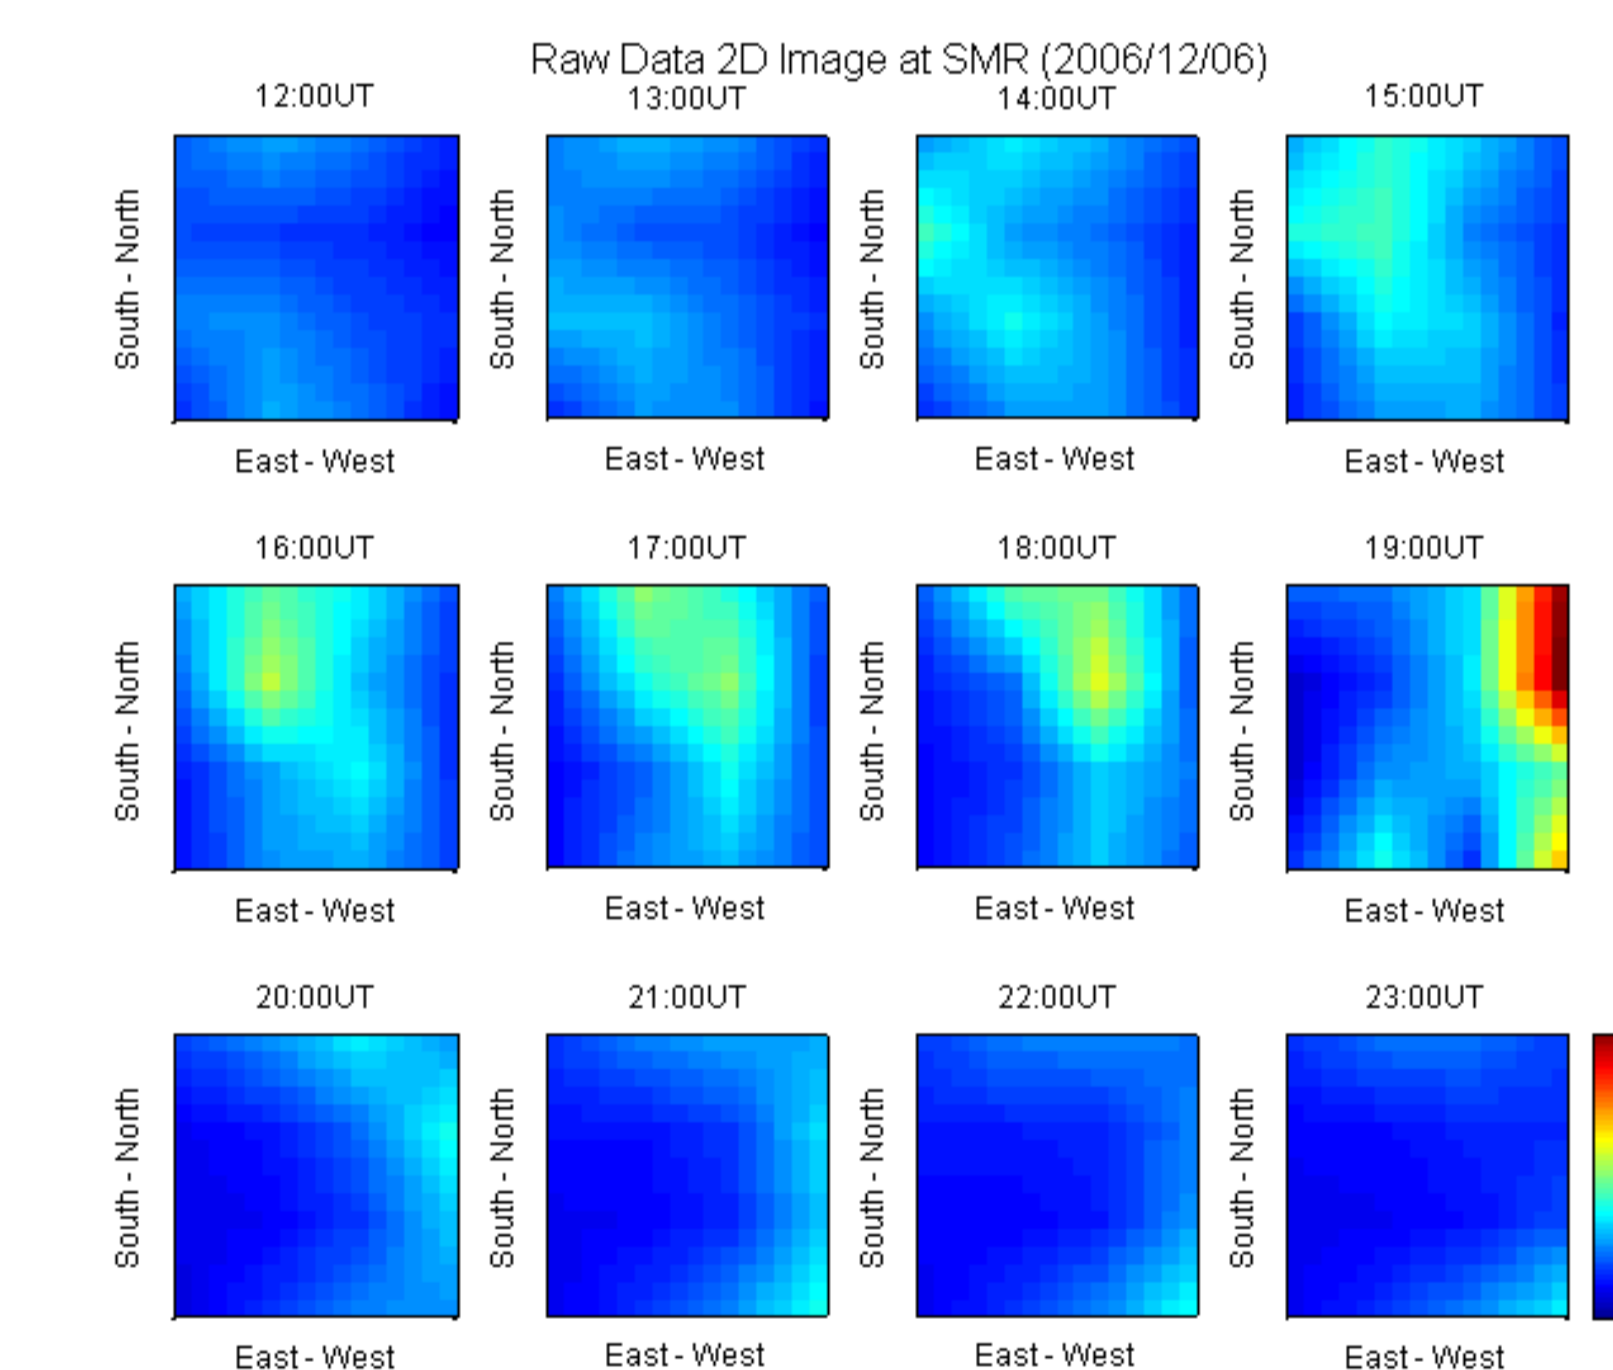 Raw Data 2D Image at SMR (2006/12/06)
12:00UT 13:00UT 14:00UT 15:00UT
South - North South - North South - North South - North
East - West East - West East - West East - West
16:00UT 17:00UT 18:00UT 19:00UT
South - North South - North South - North South - North
East - West East - West East - West East - West
20:00UT 21:00UT 22:00UT 23:00UT
South - North South - North South - North South - North
East - West East - West East - West East - West